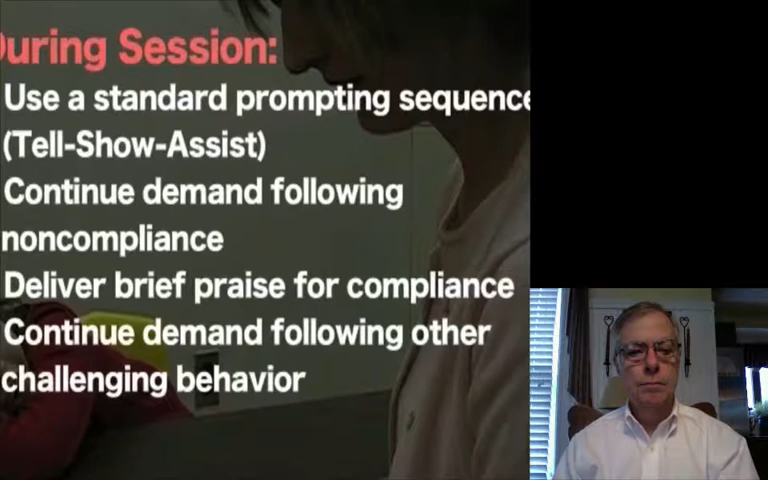 During Session:
Use a standard prompting sequence
(Tell-Show-Assist)
Continue demand following
noncompliance
Deliver brief praise for compliance
Continue demand following other
challenging behavior